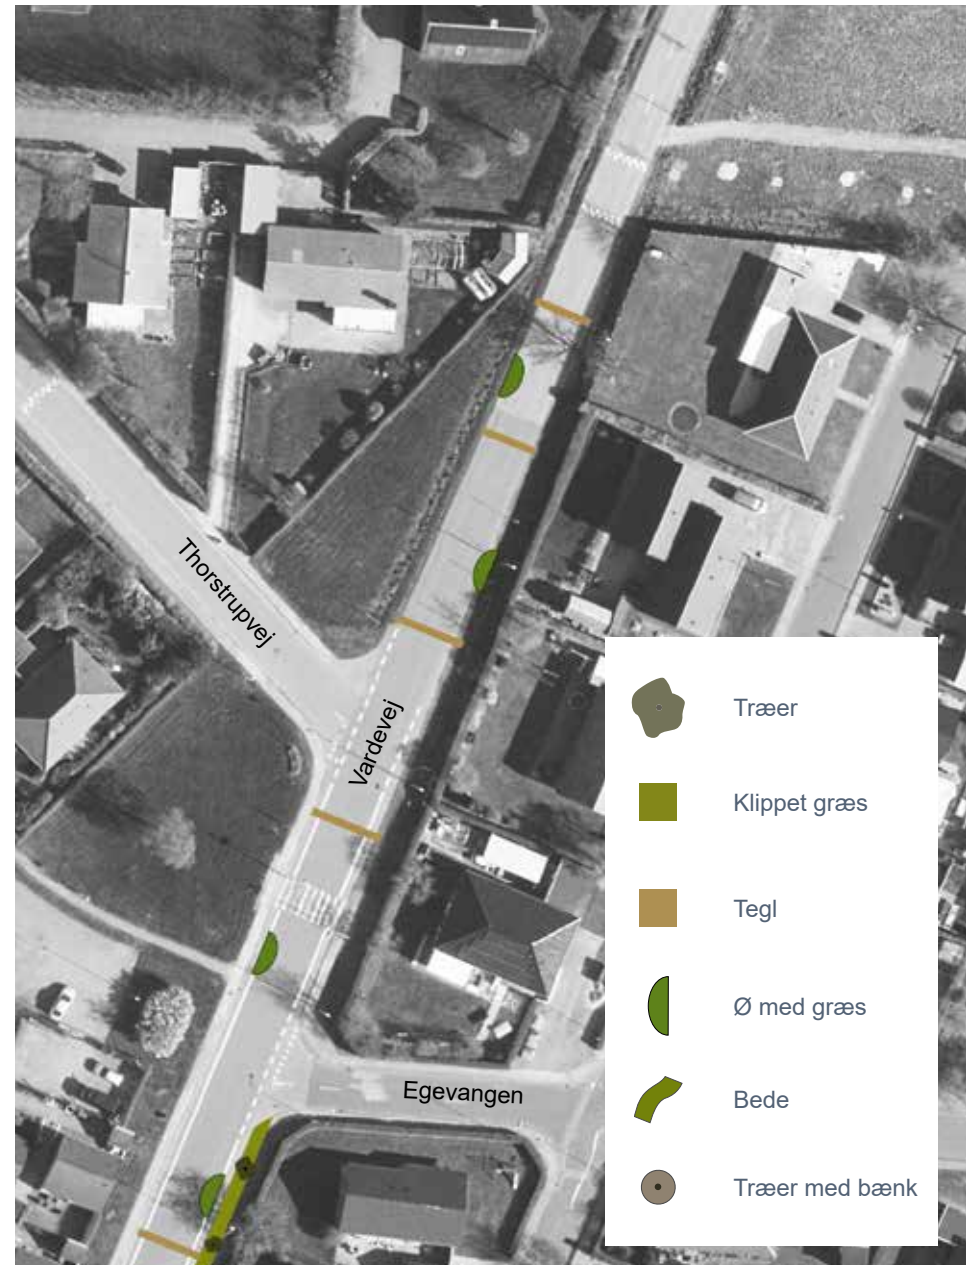 Thorstrupvej
Vardevej
Egevangen
Træer
Klippet græs
Tegl
Ø med græs
Bede
Træer med bænk